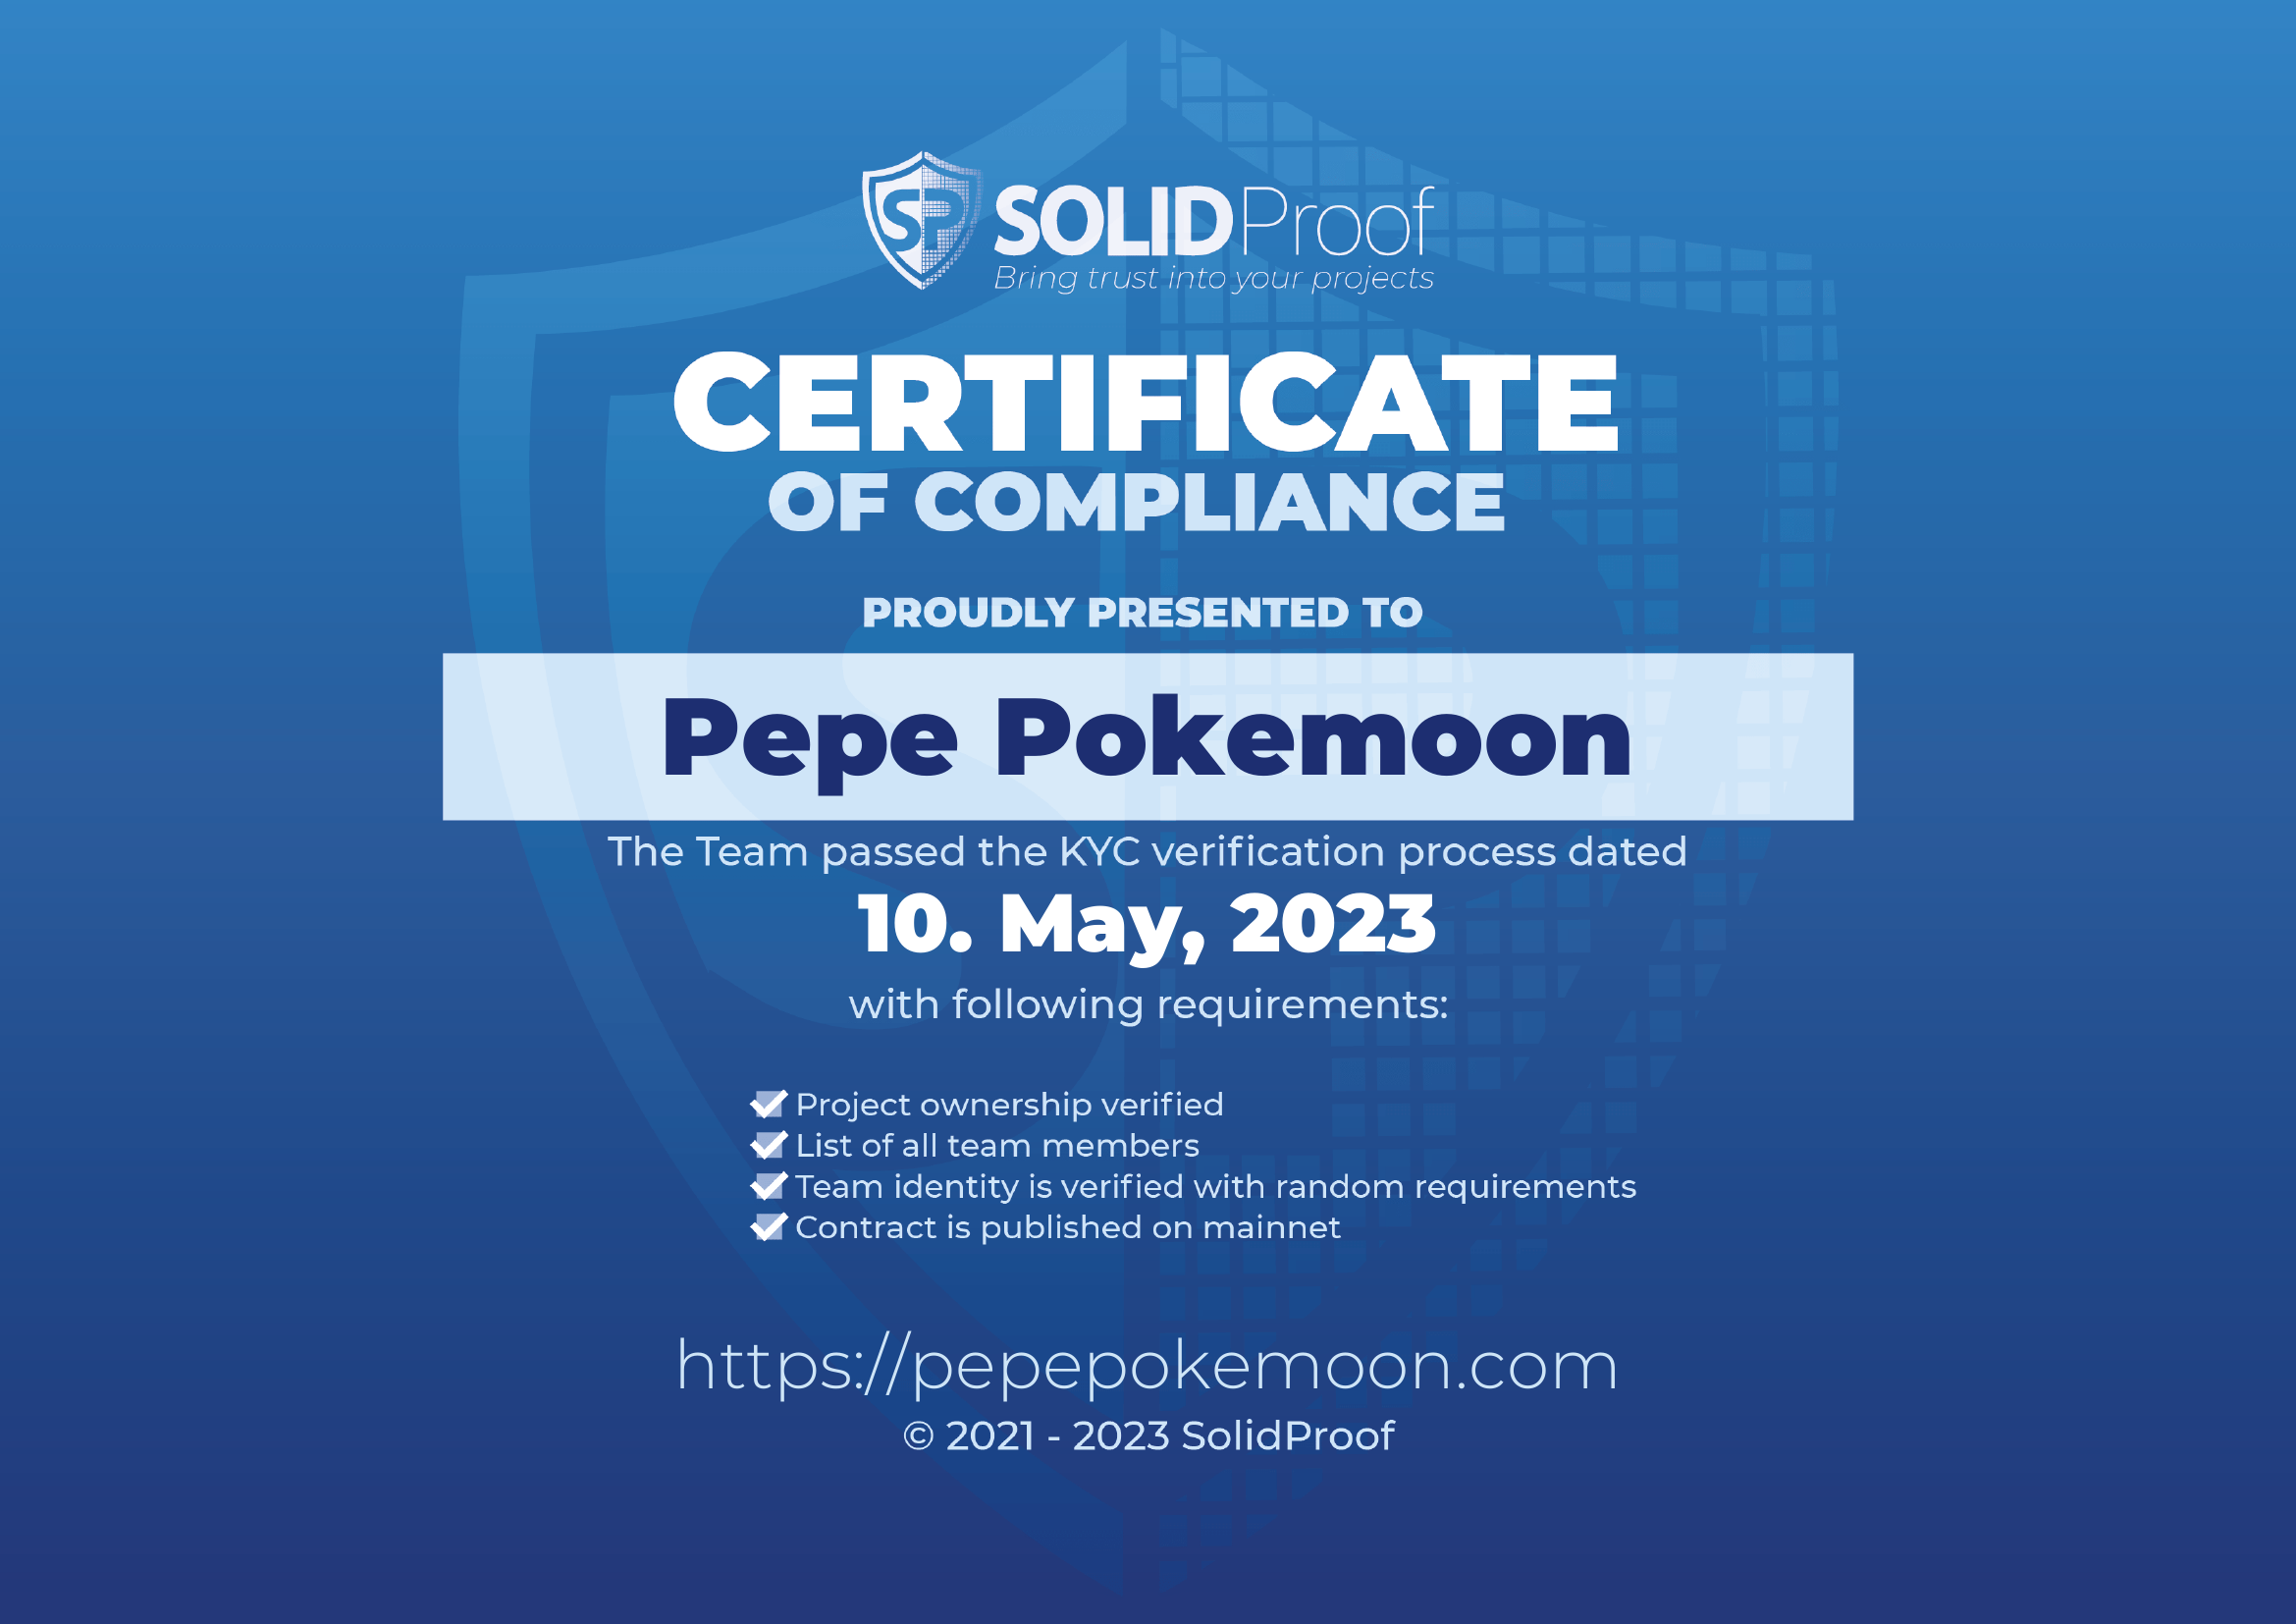 SP SOLIDProof
Bring trust into your projects
CERTIFICATE
OF COMPLIANCE
PROUDLY PRESENTED TO
Pepe Pokemoon
The Team passed the KYC verification process dated
10. May, 2023
with following requirements:
Project ownership verified
List of all team members
Team identity is verified with random requirements
Contract is published on mainnet
https://pepepokemoon.com
© 2021 - 2023 SolidProof